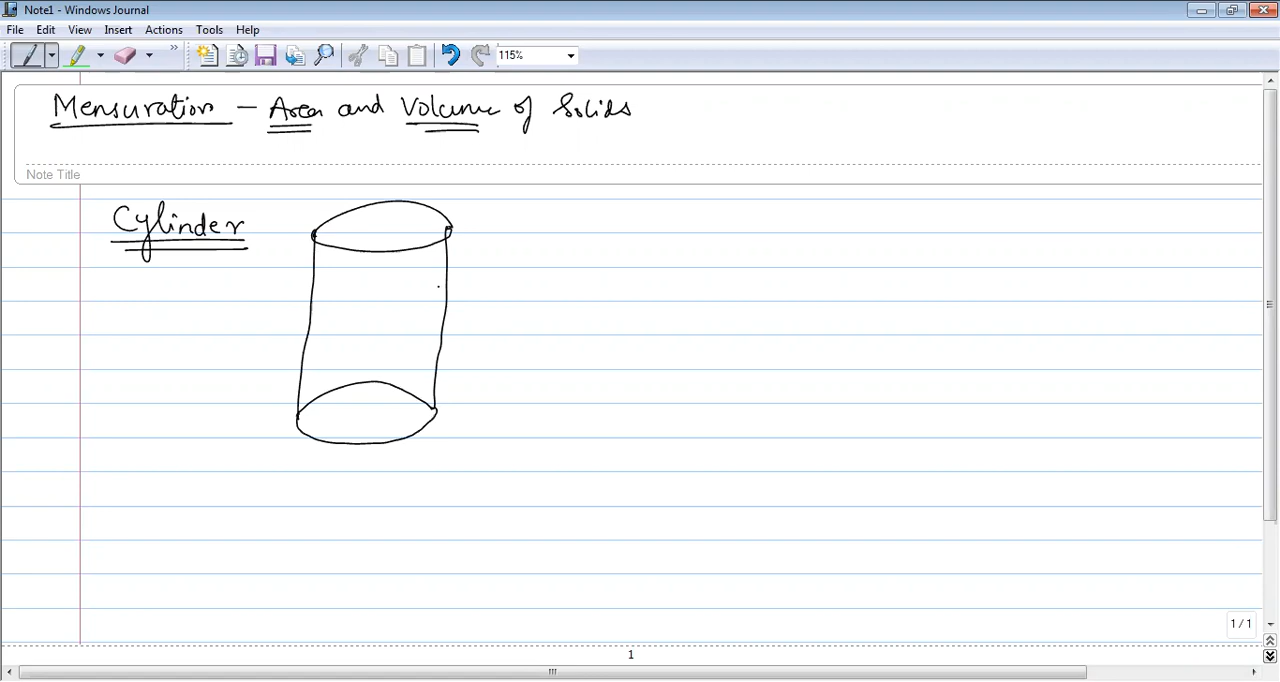 Note1 - Windows Journal
File Edit View Insert Actions Tools Help
115%
Mensuration - Area and Volume of Solids
Note Title
Cylinder
1 / 1
1